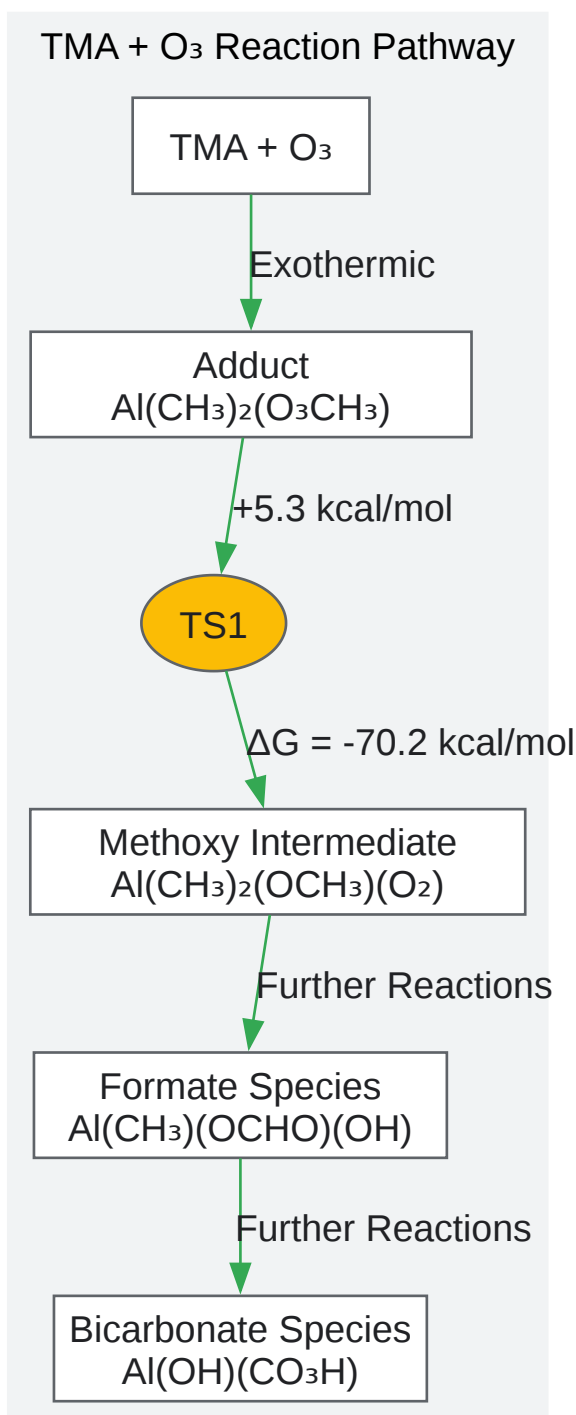 TMA + O₃ Reaction Pathway
TMA + O₃
Exothermic
Adduct
Al(CH₃)₂(O₃CH₃)
+5.3 kcal/mol
TS1
ΔG = -70.2 kcal/mol
Methoxy Intermediate
Al(CH₃)₂(OCH₃)(O₂)
Further Reactions
Formate Species
Al(CH₃)(OCHO)(OH)
Further Reactions
Bicarbonate Species
Al(OH)(CO₃H)